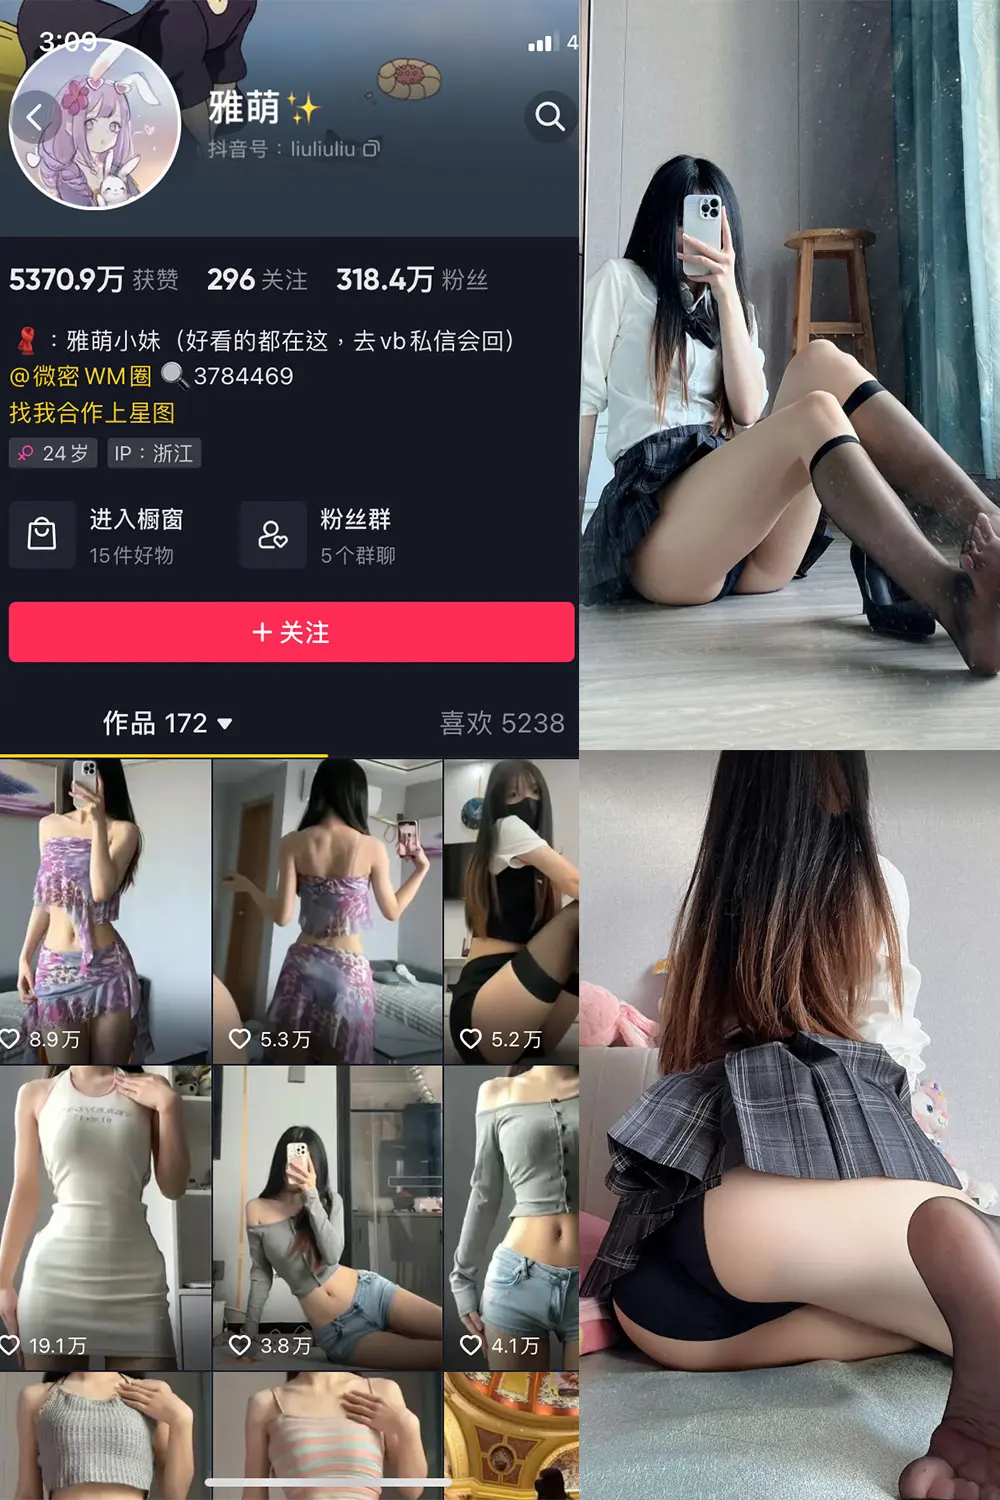 3:09
4
雅萌✨
抖音号：liuliuliu
5370.9万 获赞 296 关注 318.4万 粉丝
：雅萌小妹（好看的都在这，去vb私信会回）
@微密WM圈 🔍3784469
找我合作上星图
24岁 IP：浙江
进入橱窗
15件好物
粉丝群
5个群聊
+ 关注
作品 172 ▼
喜欢 5238
8.9万
5.3万
5.2万
19.1万
3.8万
4.1万